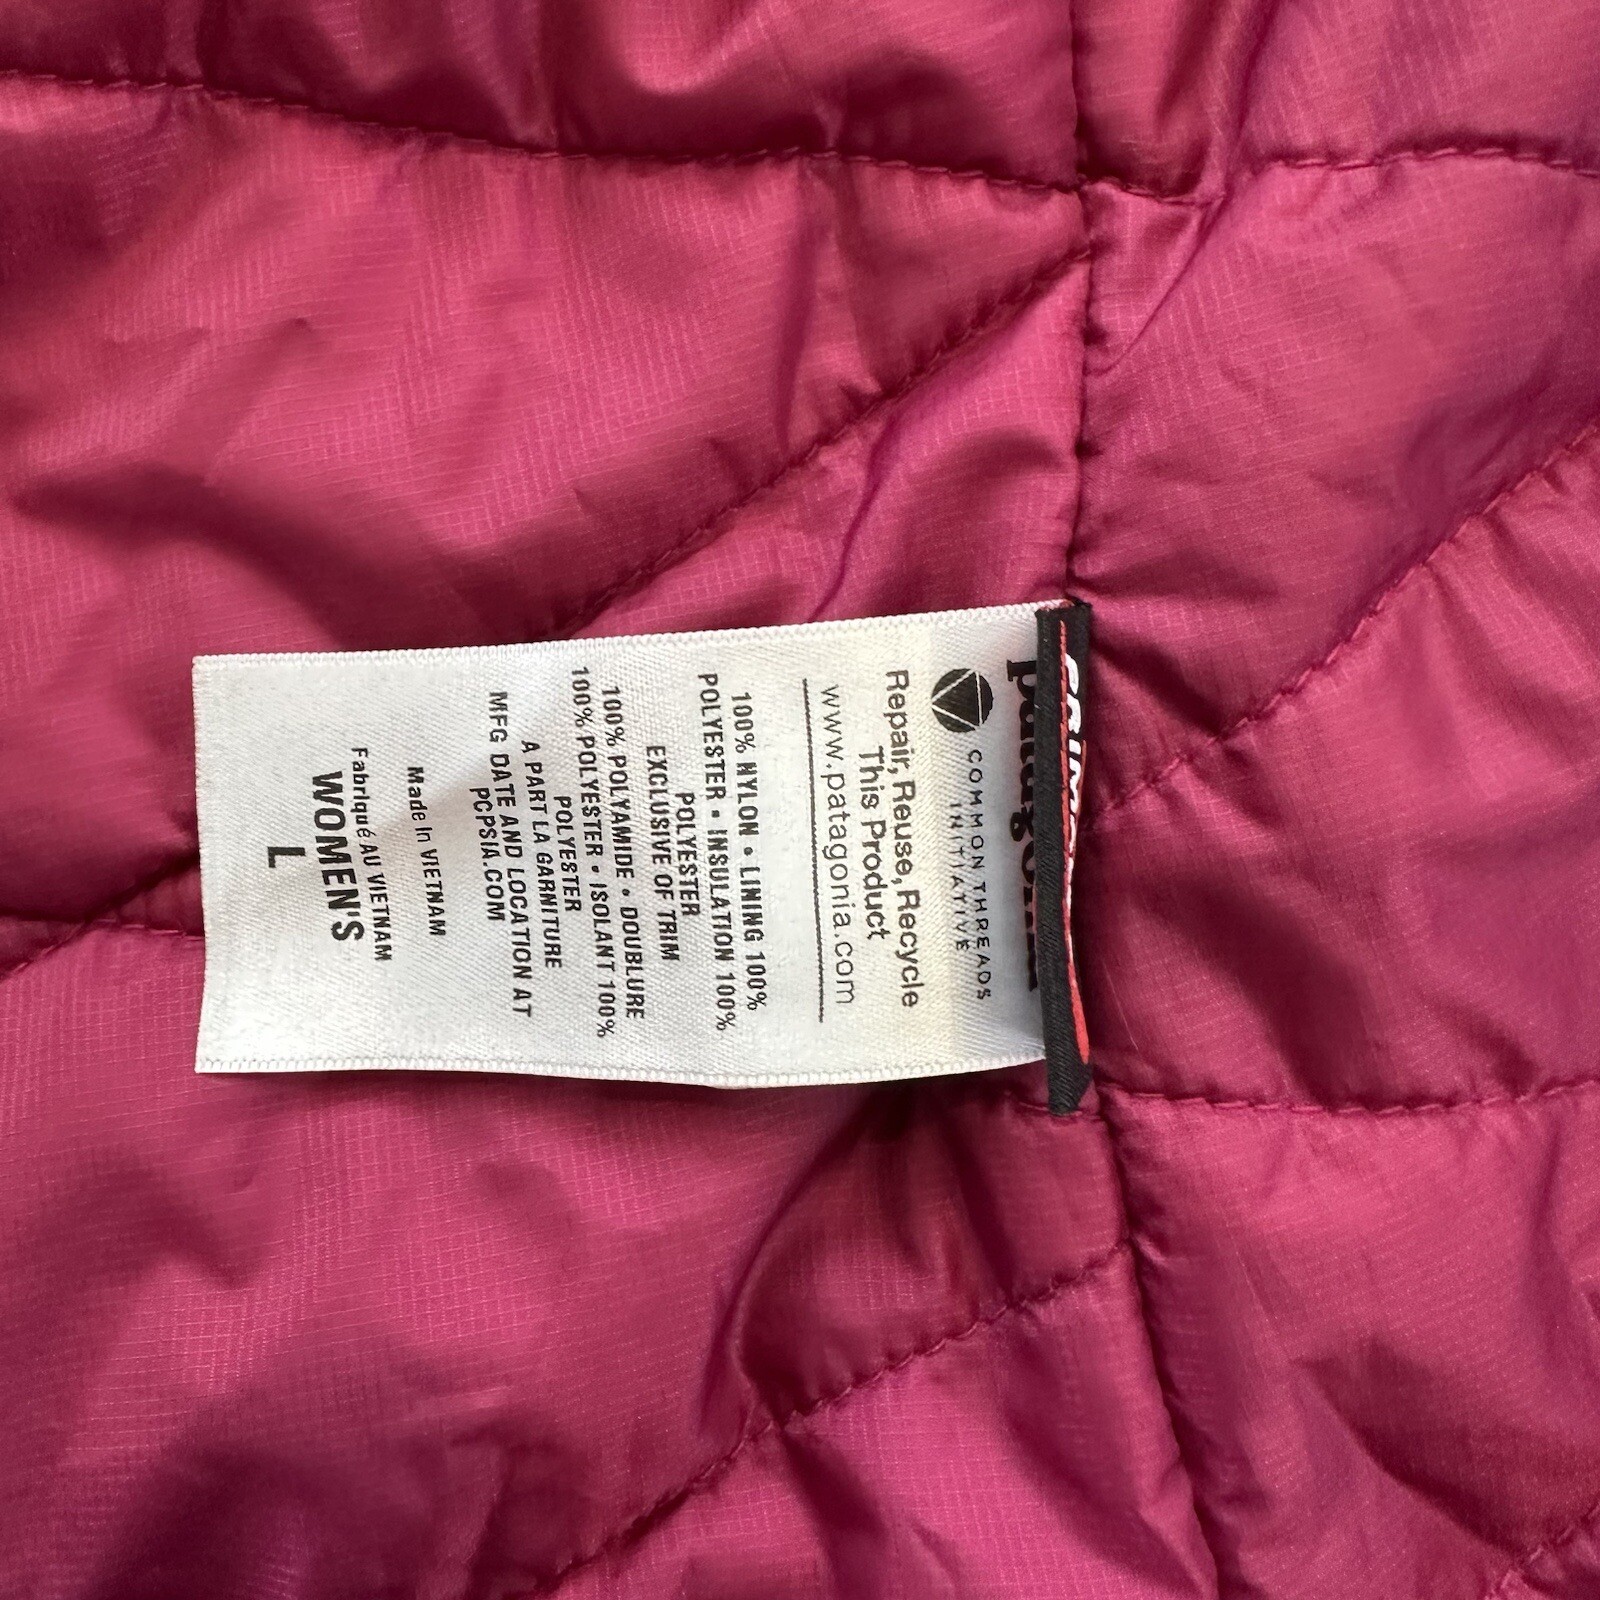 patagonia
COMMON THREADS
INITIATIVE
Repair, Reuse, Recycle
This Product
www.patagonia.com
100% NYLON • LINING 100%
POLYESTER • INSULATION 100%
POLYESTER
EXCLUSIVE OF TRIM
100% POLYAMIDE • DOUBLURE
100% POLYESTER • ISOLANT 100%
POLYESTER
A PART LA GARNITURE
MFG DATE AND LOCATION AT
PCPSIA.COM
Made In VIETNAM
Fabriqué AU VIETNAM
WOMEN'S
L